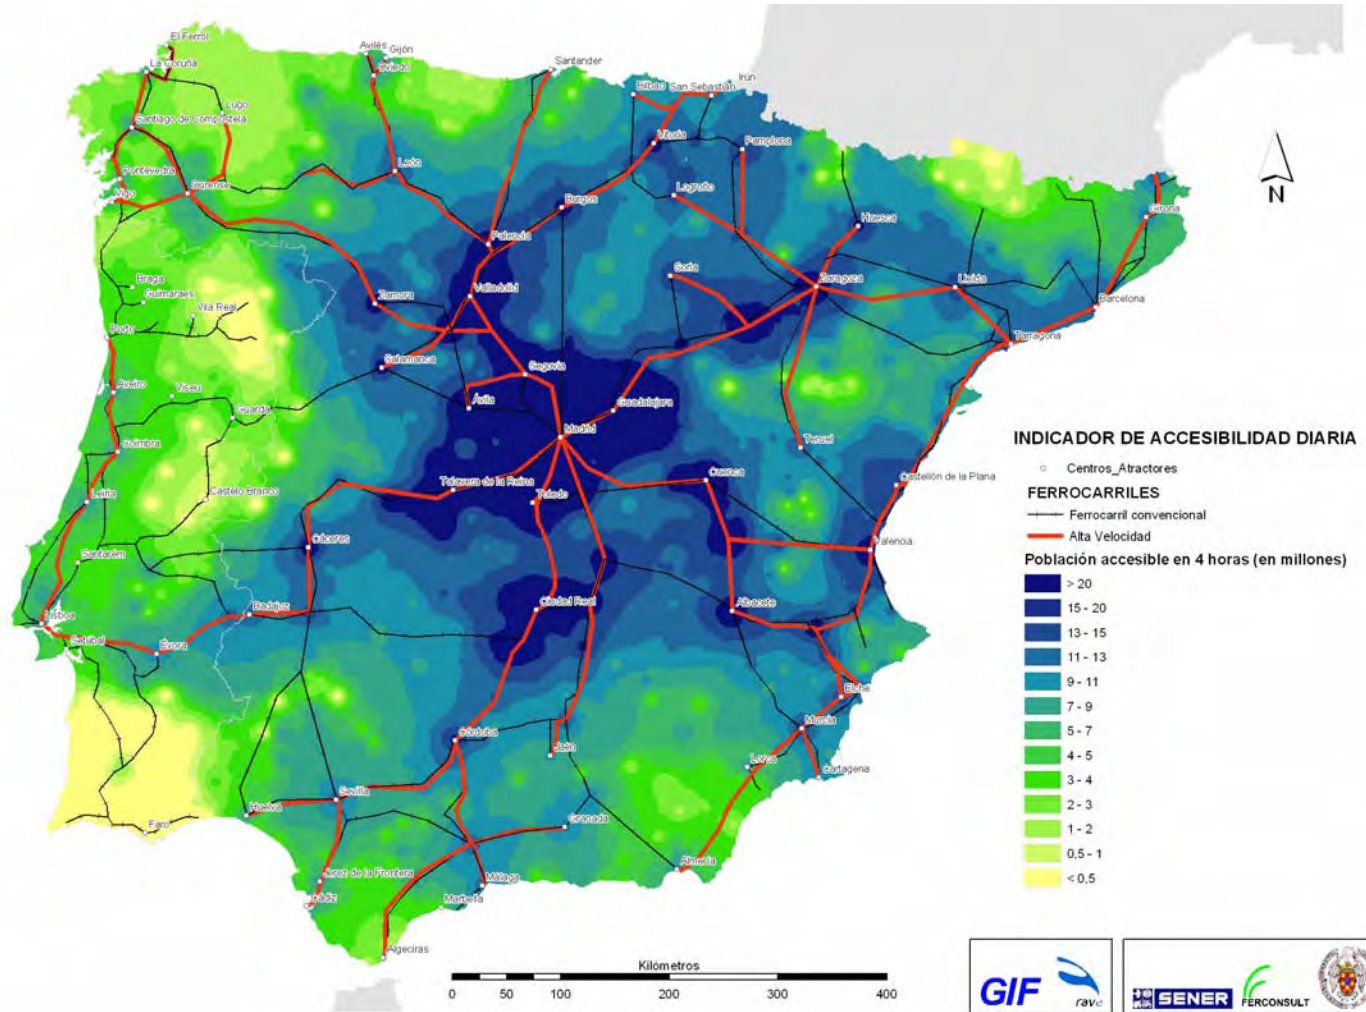 El Ferrol
La Coruña
Lugo
Santiago de Compostela
Pontevedra
Vigo
Ourense
Avilés
Gijón
Oviedo
León
Santander
Bilbao
San Sebastián
Irún
Vitoria
Pamplona
Logroño
Burgos
Palencia
Huesca
Girona
Zamora
Valladolid
Soria
Zaragoza
Lleida
Barcelona
Tarragona
Braga
Guimaraes
Vila Real
Porto
Salamanca
Segovia
Ávila
Guadalajara
Madrid
Aveiro
Viseu
Guarda
Coimbra
Teruel
Leiria
Castelo Branco
Talavera de la Reina
Toledo
Cuenca
Castellón de la Plana
Santarem
Cáceres
Valencia
Lisboa
Setubal
Évora
Badajoz
Ciudad Real
Albacete
Elche
Murcia
Córdoba
Jaén
Lorca
Cartagena
Huelva
Sevilla
Granada
Faro
Almería
Jerez de la Frontera
Cádiz
Málaga
Marbella
Algeciras
N
INDICADOR DE ACCESIBILIDAD DIARIA
Centros_Atractores
FERROCARRILES
Ferrocarril convencional
Alta Velocidad
Población accesible en 4 horas (en millones)
> 20
15 - 20
13 - 15
11 - 13
9 - 11
7 - 9
5 - 7
4 - 5
3 - 4
2 - 3
1 - 2
0,5 - 1
< 0,5
Kilómetros
0 50 100 200 300 400
GIF
rave
SENER
FERCONSULT